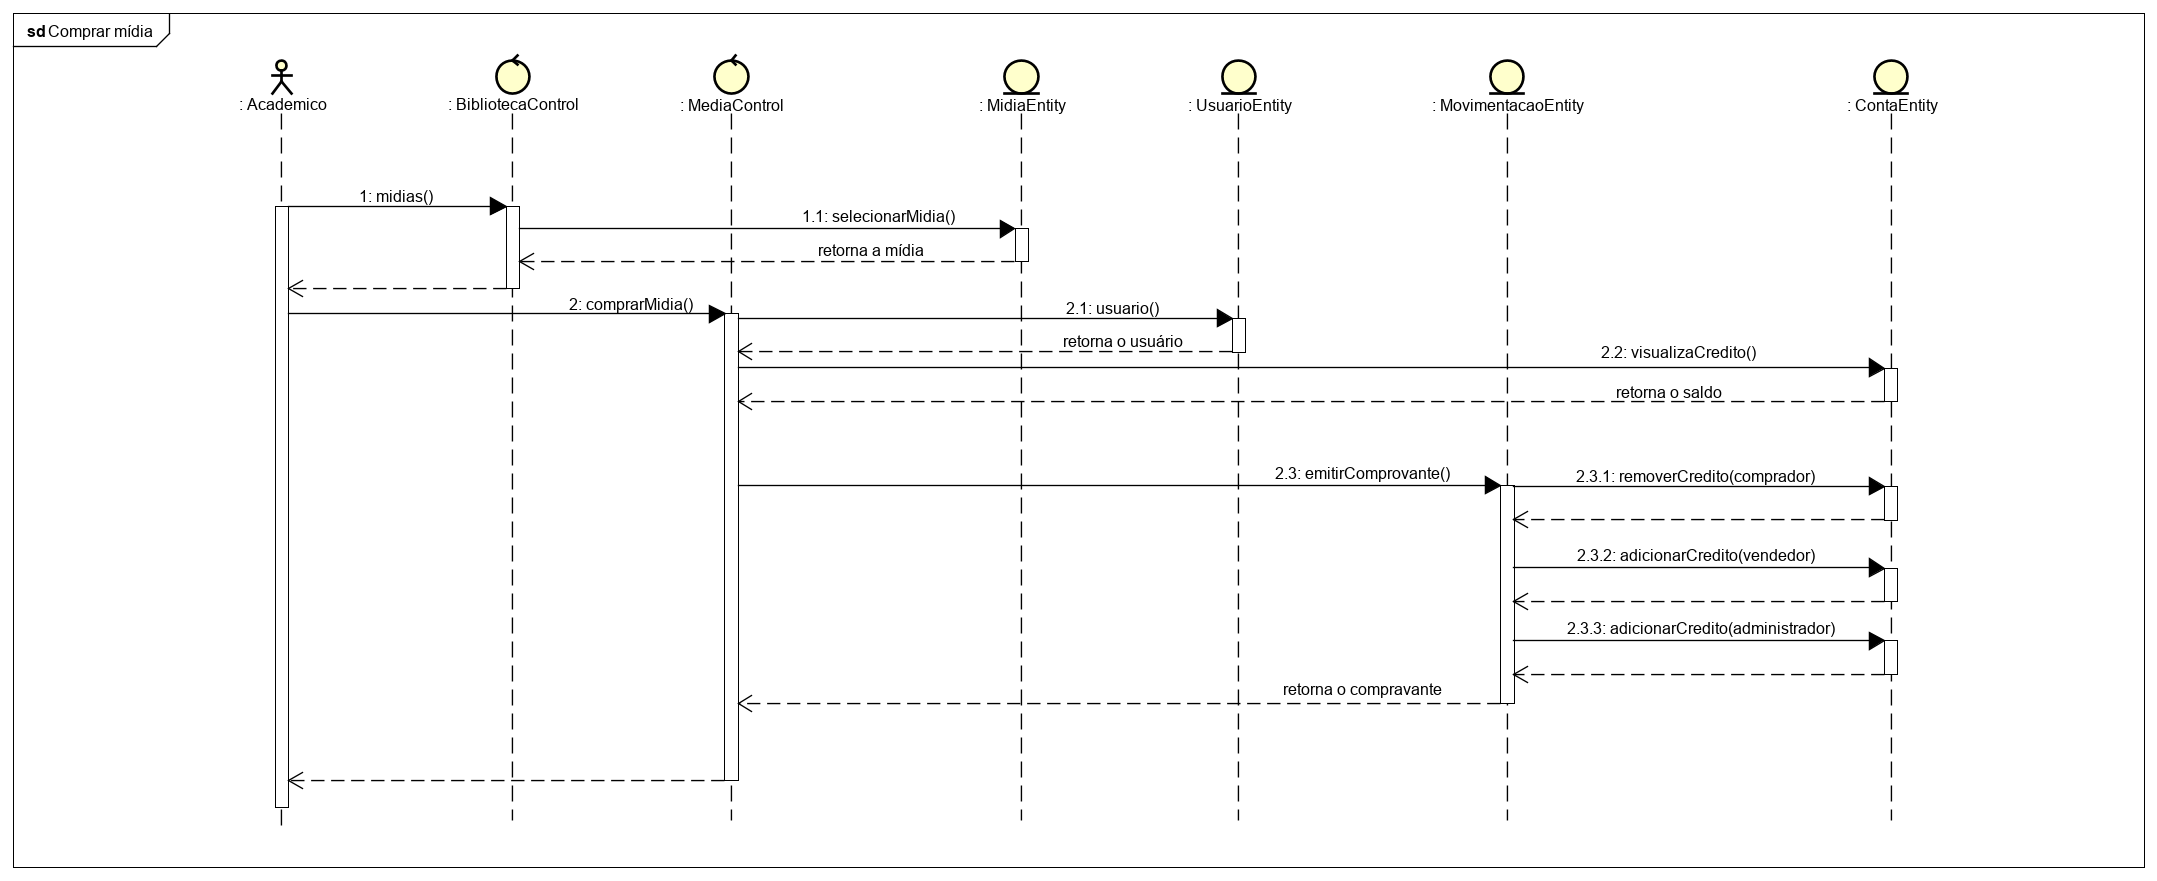 sd Comprar mídia
: Academico
: BibliotecaControl
: MediaControl
: MidiaEntity
: UsuarioEntity
: MovimentacaoEntity
: ContaEntity
1: midias()
1.1: selecionarMidia()
retorna a mídia
2: comprarMidia()
2.1: usuario()
retorna o usuário
2.2: visualizaCredito()
retorna o saldo
2.3: emitirComprovante()
2.3.1: removerCredito(comprador)
2.3.2: adicionarCredito(vendedor)
2.3.3: adicionarCredito(administrador)
retorna o compravante